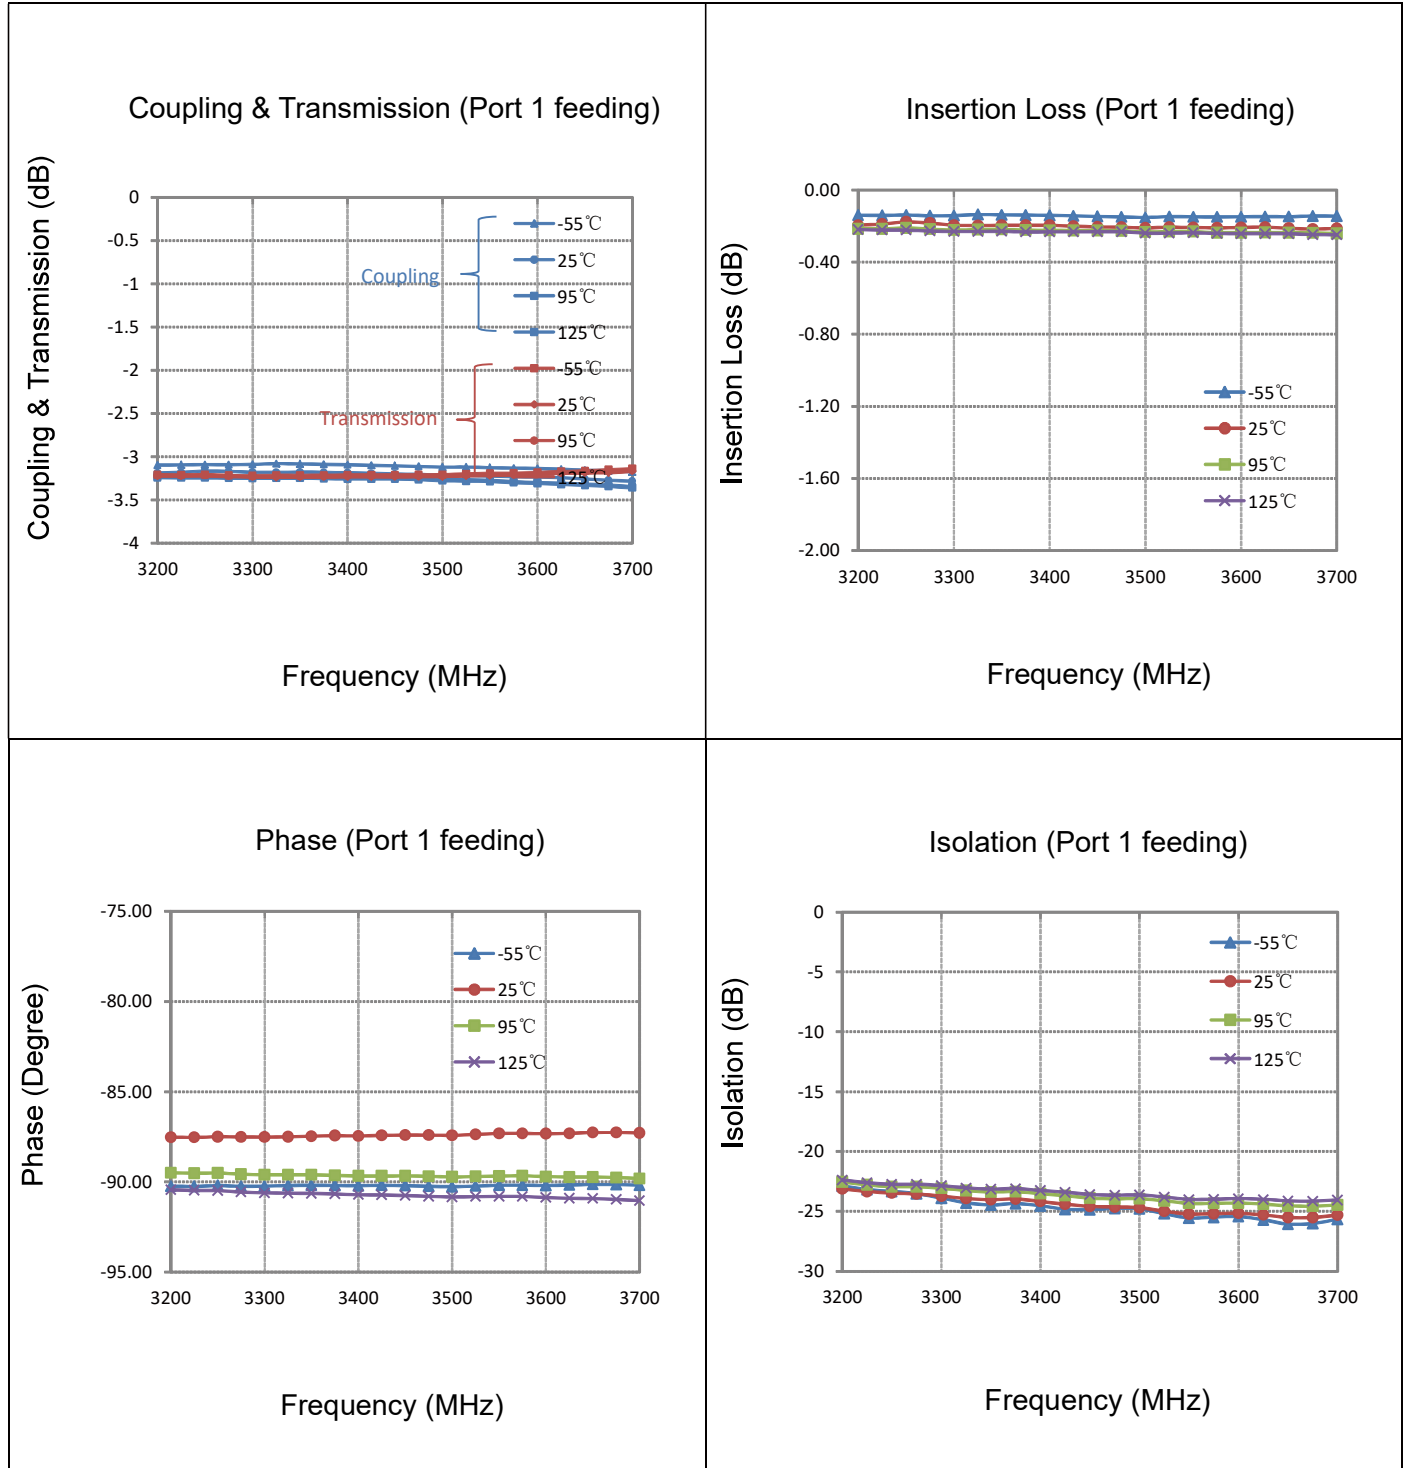 Coupling & Transmission (Port 1 feeding)
Coupling & Transmission (dB)
0
-0.5
-1
-1.5
-2
-2.5
-3
-3.5
-4
-55℃
25℃
Coupling
95℃
125℃
-55℃
25℃
Transmission
95℃
125℃
3200 3300 3400 3500 3600 3700
Frequency (MHz)
Insertion Loss (Port 1 feeding)
Insertion Loss (dB)
0.00
-0.40
-0.80
-1.20
-1.60
-2.00
-55℃
25℃
95℃
125℃
3200 3300 3400 3500 3600 3700
Frequency (MHz)
Phase (Port 1 feeding)
Phase (Degree)
-75.00
-80.00
-85.00
-90.00
-95.00
-55℃
25℃
95℃
125℃
3200 3300 3400 3500 3600 3700
Frequency (MHz)
Isolation (Port 1 feeding)
Isolation (dB)
0
-5
-10
-15
-20
-25
-30
-55℃
25℃
95℃
125℃
3200 3300 3400 3500 3600 3700
Frequency (MHz)